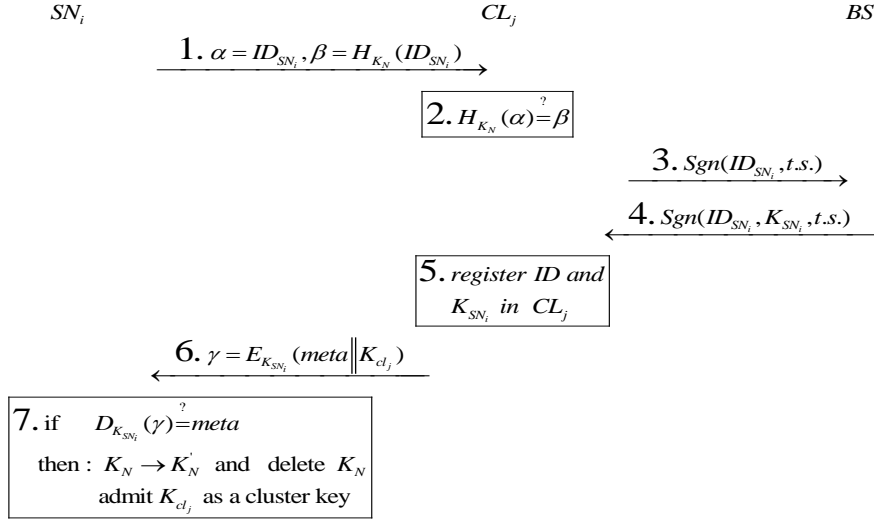 SN_i CL_j BS
1. α = ID_{SN_i}, β = H_{K_N}(ID_{SN_i})
2. H_{K_N}(α) =^? β
3. Sgn(ID_{SN_i}, t.s.)
4. Sgn(ID_{SN_i}, K_{SN_i}, t.s.)
5. register ID and
K_{SN_i} in CL_j
6. γ = E_{K_{SN_i}}(meta‖K_{cl_j})
7. if D_{K_{SN_i}}(γ) =^? meta
then : K_N → K_N^' and delete K_N
admit K_{cl_j} as a cluster key